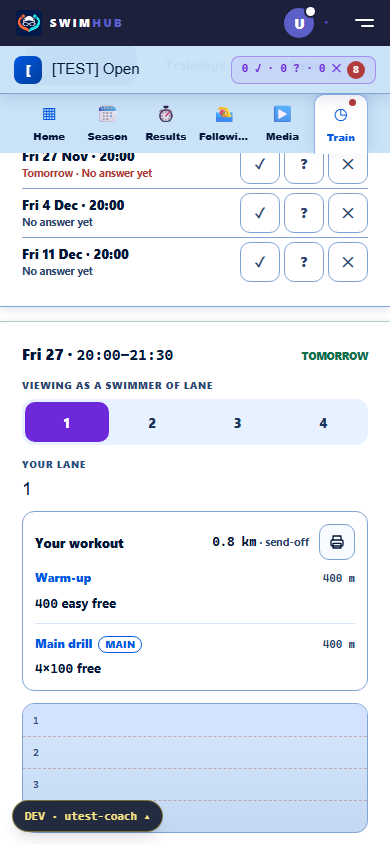 SWIMHUB
U
[ [TEST] Open Trainings 0 ✓ · 0 ? · 0 ✕ 8
Home Season Results Followi... Media Train
Fri 27 Nov · 20:00 ✓ ? ✕
Tomorrow · No answer yet
Fri 4 Dec · 20:00 ✓ ? ✕
No answer yet
Fri 11 Dec · 20:00 ✓ ? ✕
No answer yet
Fri 27 · 20:00–21:30 TOMORROW
VIEWING AS A SWIMMER OF LANE
1 2 3 4
YOUR LANE
1
Your workout 0.8 km · send-off
Warm-up 400 m
400 easy free
Main drill MAIN 400 m
4×100 free
1
2
3
DEV · utest-coach ▴